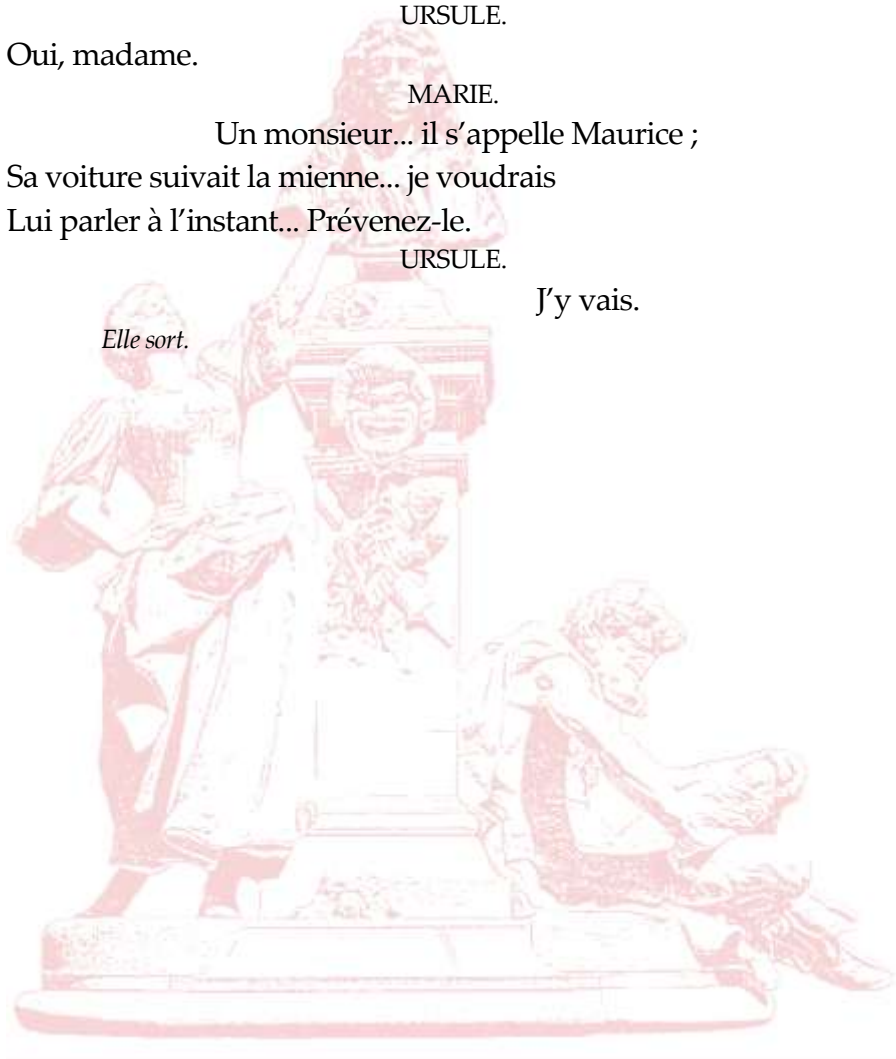 URSULE.
Oui, madame.
MARIE.
Un monsieur... il s’appelle Maurice ;
Sa voiture suivait la mienne... je voudrais
Lui parler à l’instant... Prévenez-le.
URSULE.
J’y vais.
Elle sort.